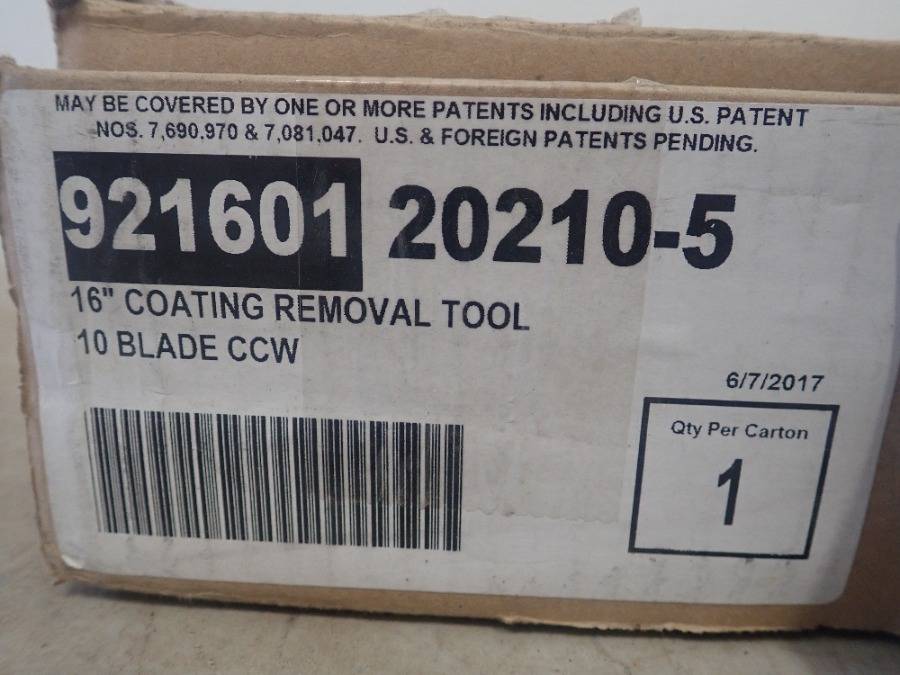 MAY BE COVERED BY ONE OR MORE PATENTS INCLUDING U.S. PATENT
NOS. 7,690,970 & 7,081,047. U.S. & FOREIGN PATENTS PENDING.
921601 20210-5
16" COATING REMOVAL TOOL
10 BLADE CCW
6/7/2017
Qty Per Carton
1